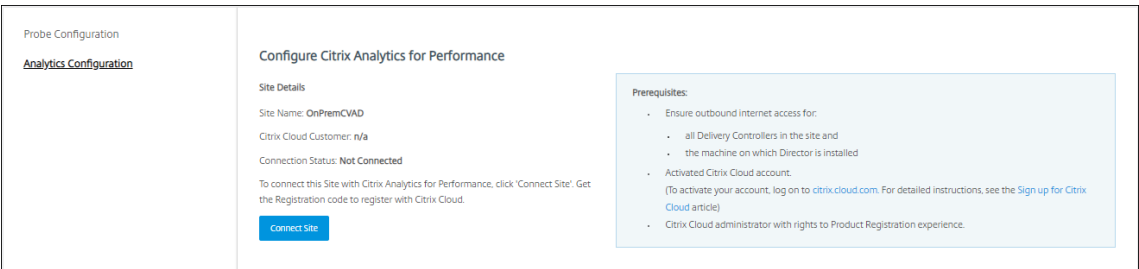 Probe Configuration
Analytics Configuration
Configure Citrix Analytics for Performance
Site Details
Site Name: OnPremCVAD
Citrix Cloud Customer: n/a
Connection Status: Not Connected
To connect this Site with Citrix Analytics for Performance, click 'Connect Site'. Get
the Registration code to register with Citrix Cloud.
Connect Site
Prerequisites:
• Ensure outbound internet access for:
• all Delivery Controllers in the site and
• the machine on which Director is installed
• Activated Citrix Cloud account.
(To activate your account, log on to citrix.cloud.com. For detailed instructions, see the Sign up for Citrix
Cloud article)
• Citrix Cloud administrator with rights to Product Registration experience.